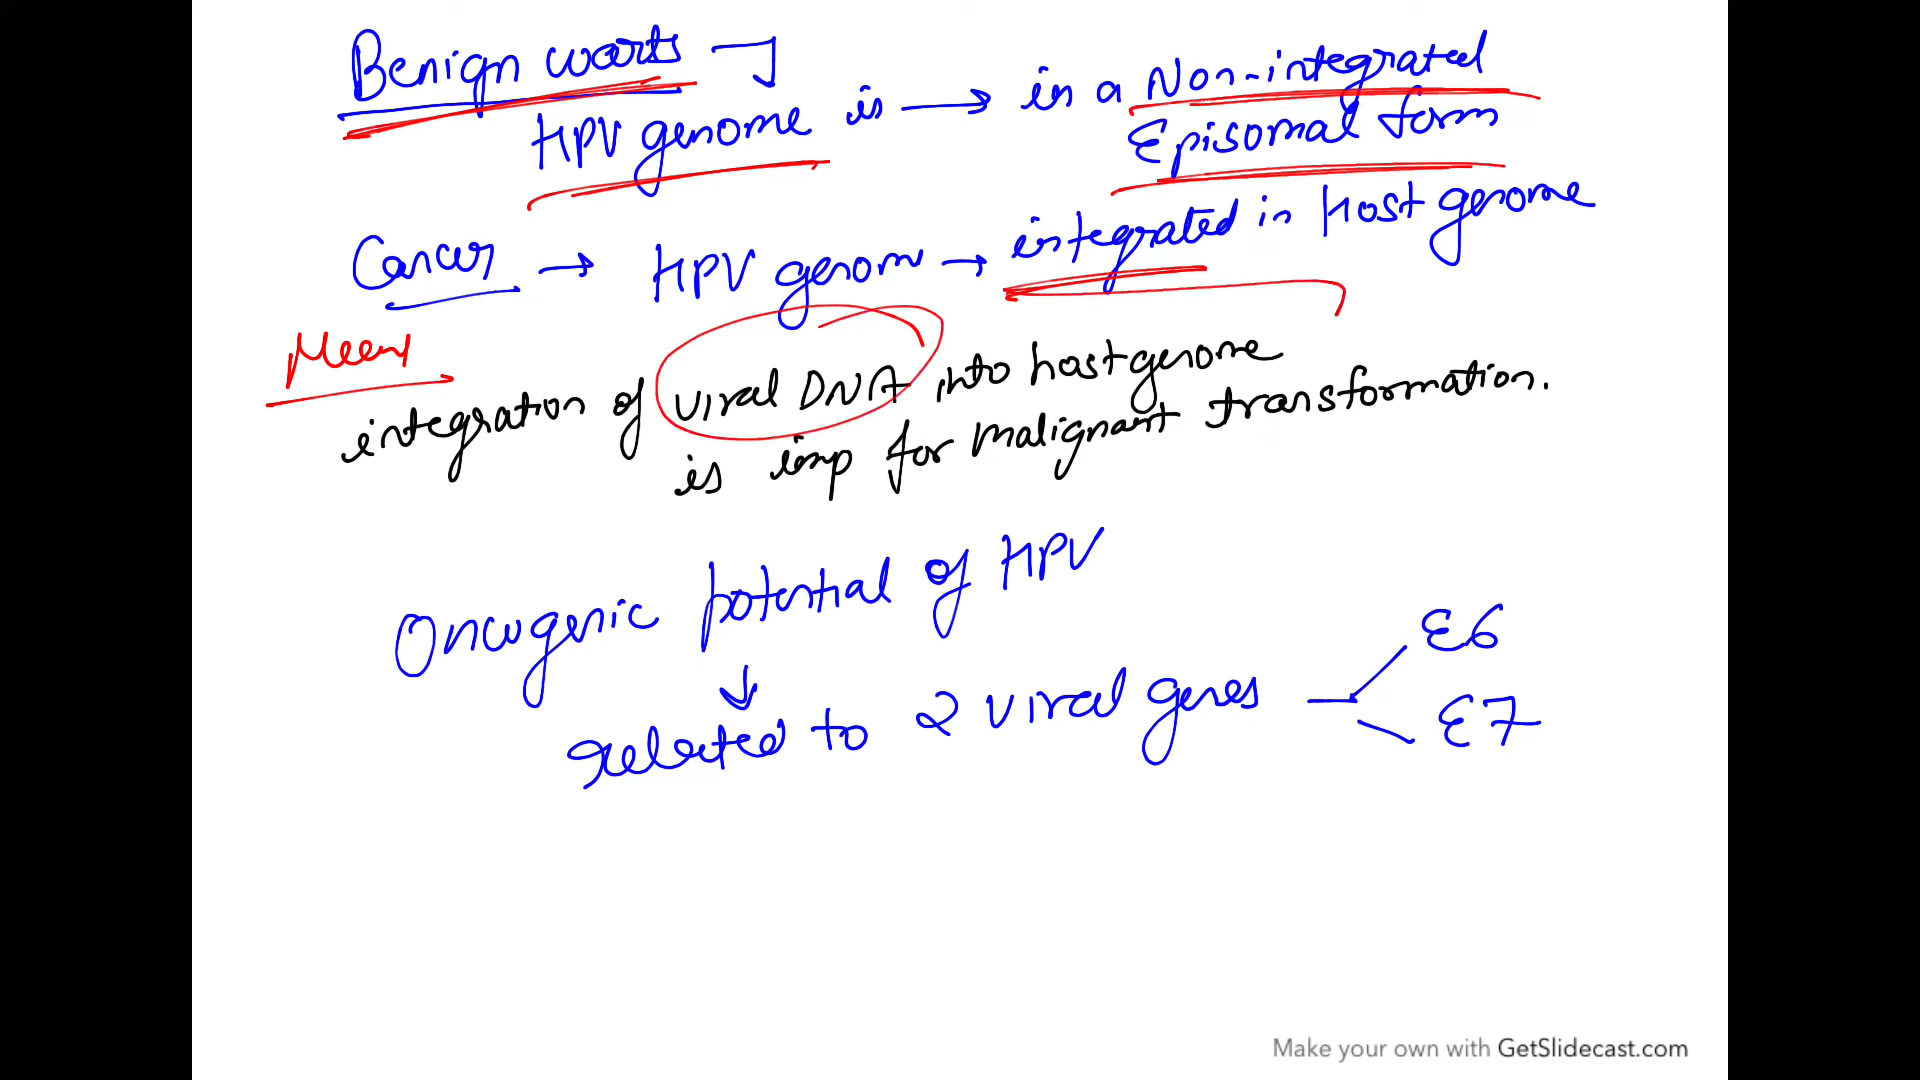 Benign warts
HPV genome is → in a Non-integrated
Episomal form
Cancer → HPV genom → integrated in Host genome
integration of viral DNA into host genome
is imp for malignant transformation.
Oncogenic potential of HPV
↓
related to 2 viral genes
E6
E7
Make your own with GetSlidecast.com